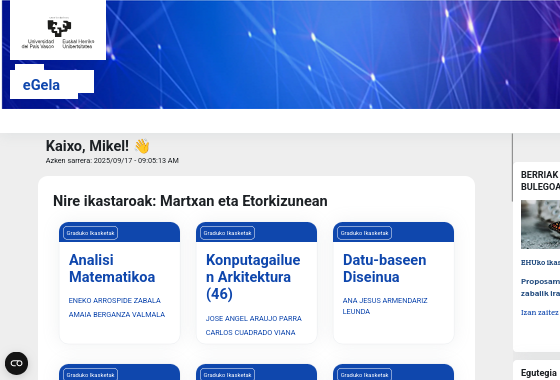 Universidad Euskal Herriko
del País Vasco Unibertsitatea
eGela
Kaixo, Mikel! 👋
Azken sarrera: 2025/09/17 - 09:05:13 AM
Nire ikastaroak: Martxan eta Etorkizunean
Graduko Ikasketak
Analisi
Matematikoa
ENEKO ARROSPIDE ZABALA
AMAIA BERGANZA VALMALA
Graduko Ikasketak
Konputagailue
n Arkitektura
(46)
JOSE ANGEL ARAUJO PARRA
CARLOS CUADRADO VIANA
Graduko Ikasketak
Datu-baseen
Diseinua
ANA JESUS ARMENDARIZ
LEUNDA
Graduko Ikasketak
Graduko Ikasketak
Graduko Ikasketak
BERRIAK
BULEGOA
EHUko ikas
Proposam
zabalik ira
Izan zaitez
Egutegia